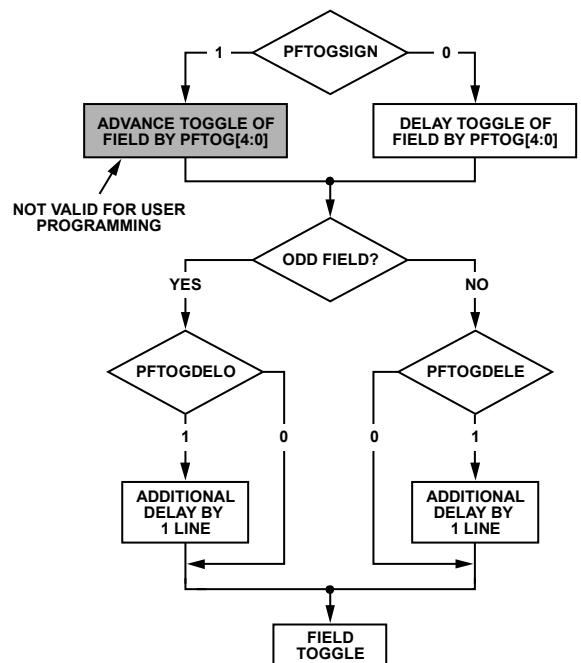 PFTOGSIGN
1
0
ADVANCE TOGGLE OF
FIELD BY PFTOG[4:0]
DELAY TOGGLE OF
FIELD BY PFTOG[4:0]
NOT VALID FOR USER
PROGRAMMING
ODD FIELD?
YES
NO
PFTOGDELO
PFTOGDELE
1
0
0
1
ADDITIONAL
DELAY BY
1 LINE
ADDITIONAL
DELAY BY
1 LINE
FIELD
TOGGLE